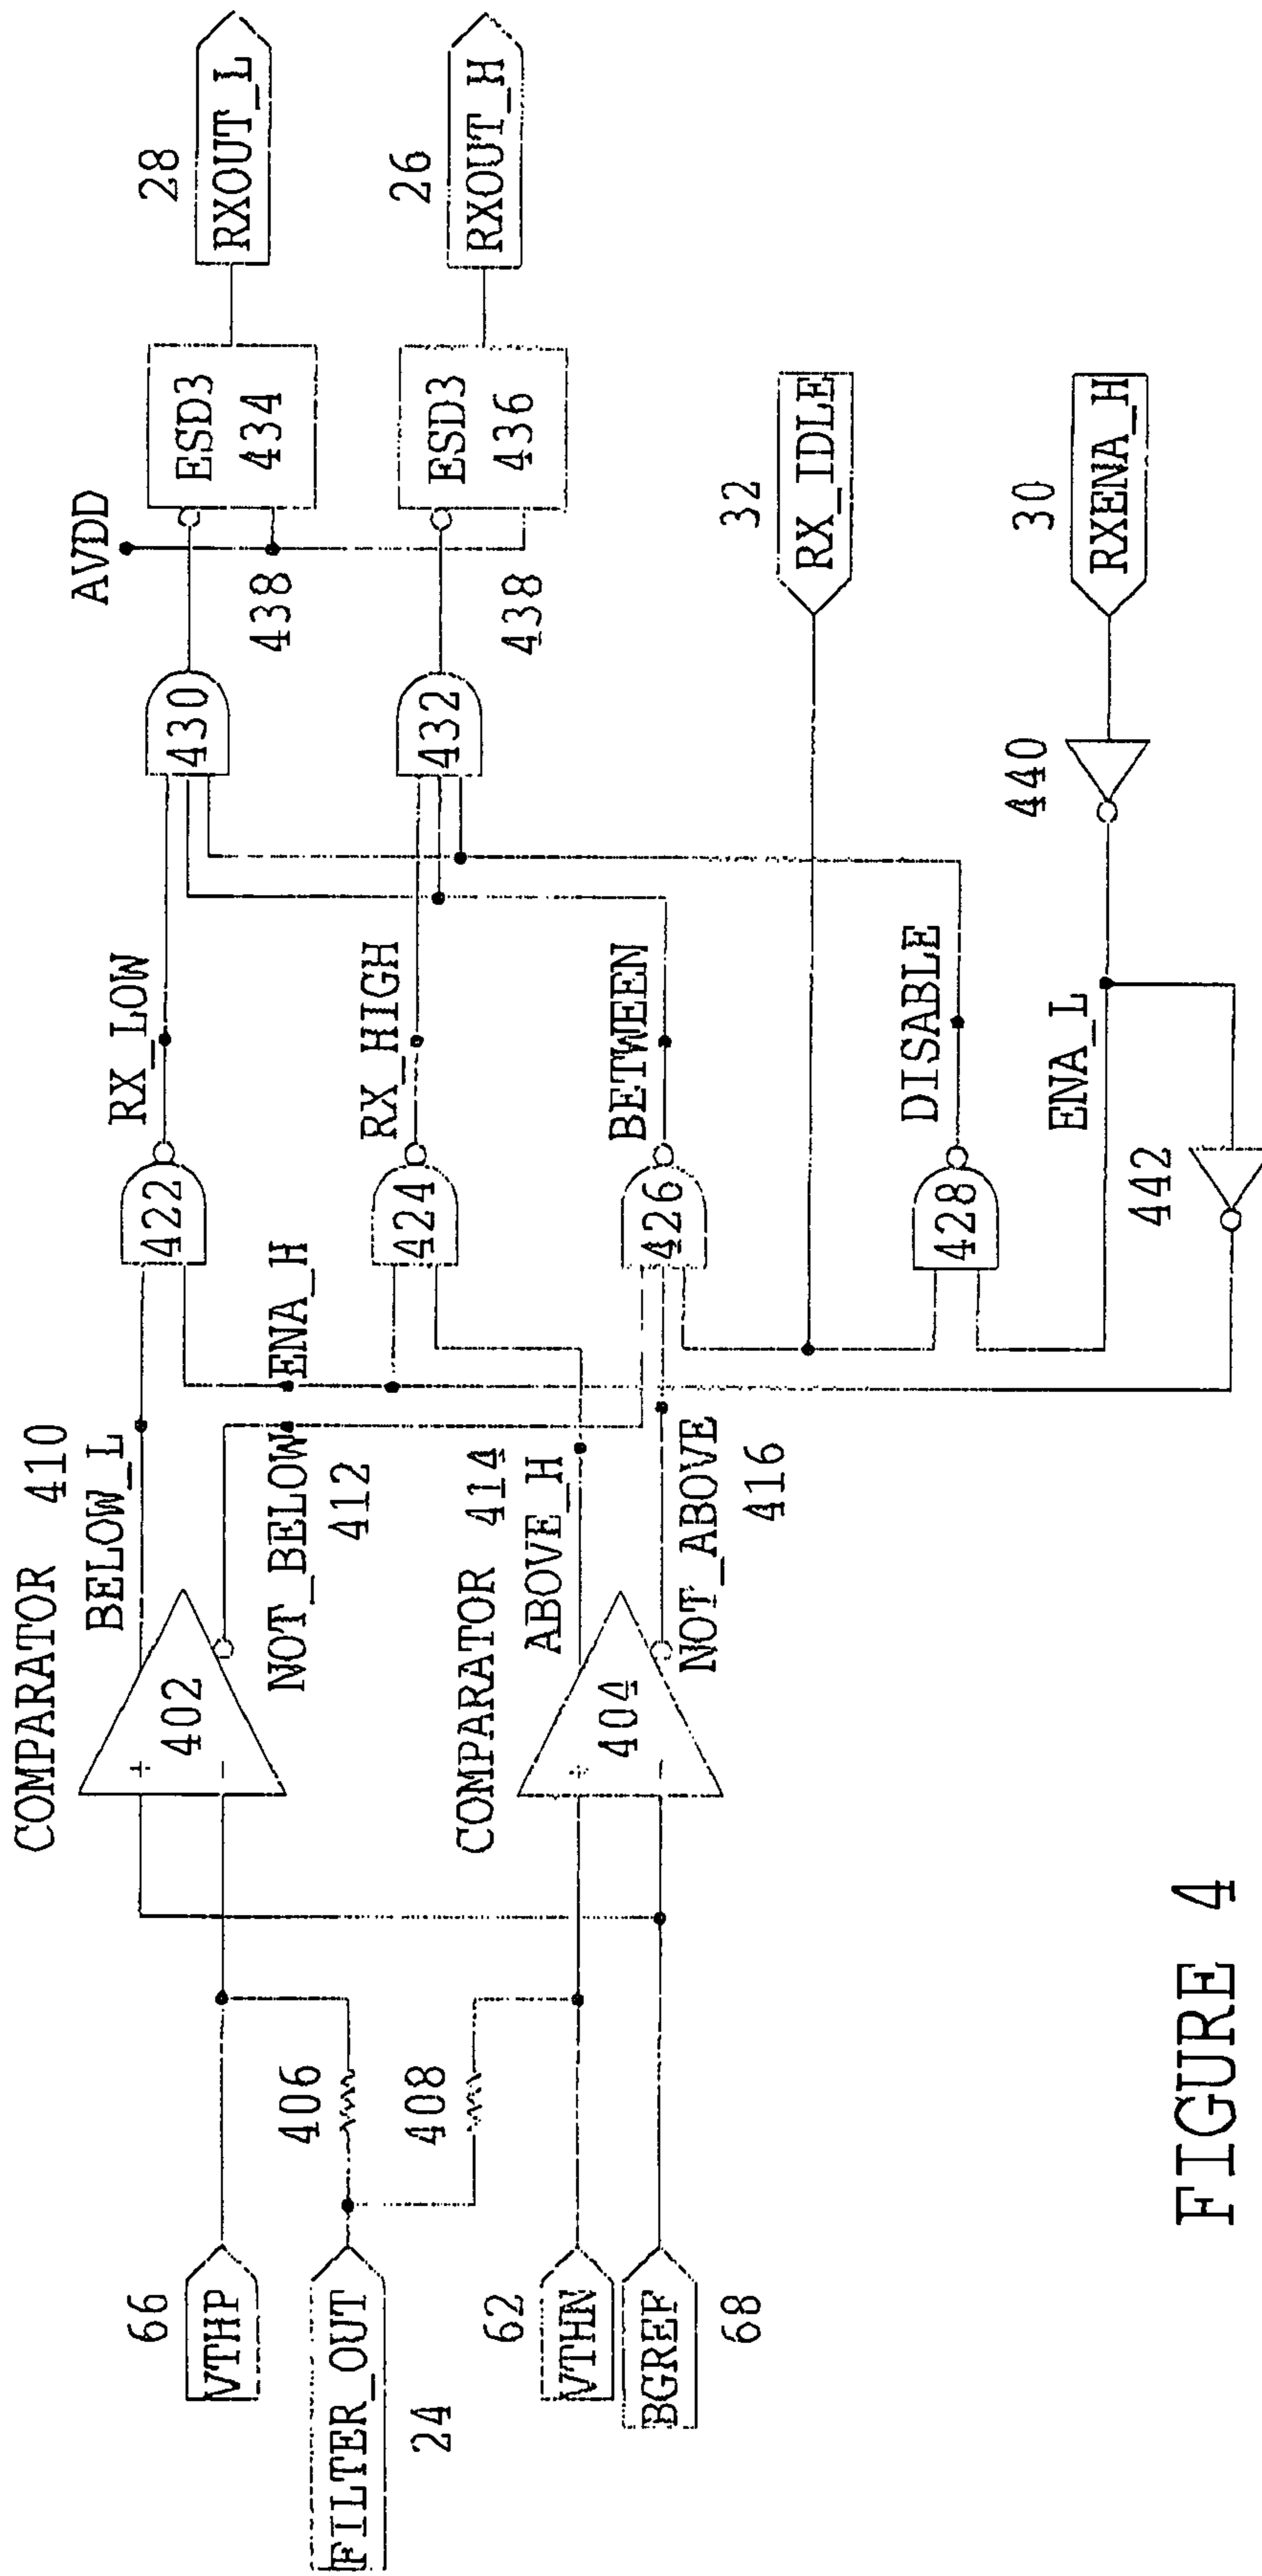 COMPARATOR 410
BELOW_L
402
+
-
NOT_BELOW
412
ENA_H
422
RX_LOW
430
AVDD
438
ESD3
434
28
RXOUT_L
66
VTHP
406
FILTER_OUT
24
408
COMPARATOR 414
ABOVE_H
404
+
-
NOT_ABOVE
416
424
RX_HIGH
432
438
ESD3
436
26
RXOUT_H
62
VTHN
BGREF
68
426
BETWEEN
32
RX_IDLE
428
DISABLE
ENA_L
442
440
30
RXENA_H
FIGURE 4